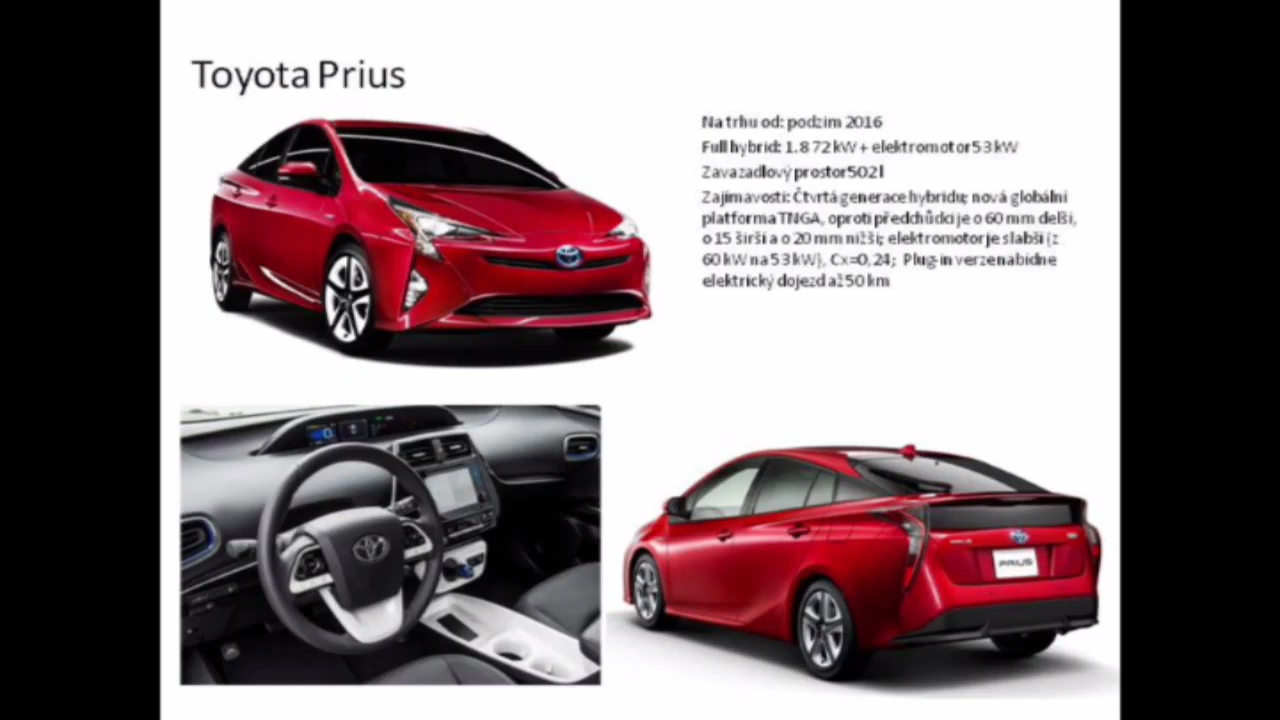 Toyota Prius
Na trhu od: podzim 2016
Full hybrid: 1.8 72 kW + elektromotor 53 kW
Zavazadlový prostor 502 l
Zajímavosti: Čtvrtá generace hybridu; nová globální
platforma TNGA, oproti předchůdci je o 60 mm delší,
o 15 širší a o 20 mm nižší; elektromotor je slabší (z
60 kW na 53 kW), Cx=0,24; Plug-in verze nabídne
elektrický dojezd až 50 km
PRIUS